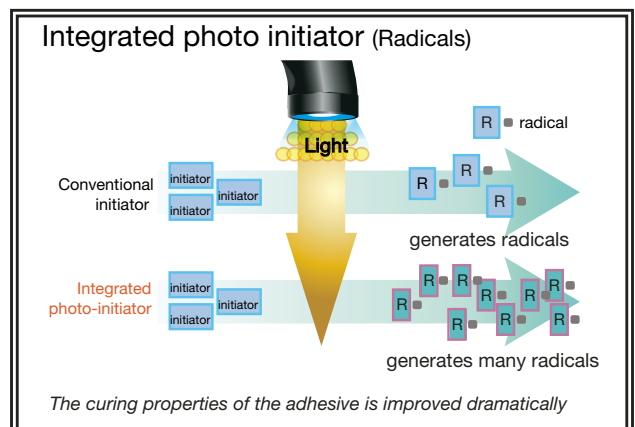 Integrated photo initiator (Radicals)
Light
R radical
Conventional
initiator
initiator
initiator
initiator
R
R
R
generates radicals
Integrated
photo-initiator
initiator
initiator
initiator
R
R
R
R
R
R
R
R
R
generates many radicals
The curing properties of the adhesive is improved dramatically